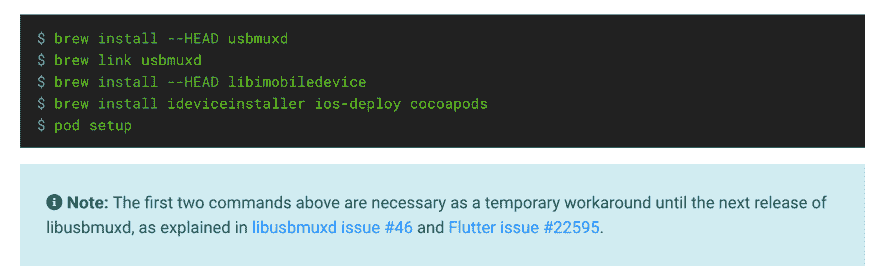 $ brew install --HEAD usbmuxd
$ brew link usbmuxd
$ brew install --HEAD libimobiledevice
$ brew install ideviceinstaller ios-deploy cocoapods
$ pod setup
Note: The first two commands above are necessary as a temporary workaround until the next release of
libusbmuxd, as explained in libusbmuxd issue #46 and Flutter issue #22595.